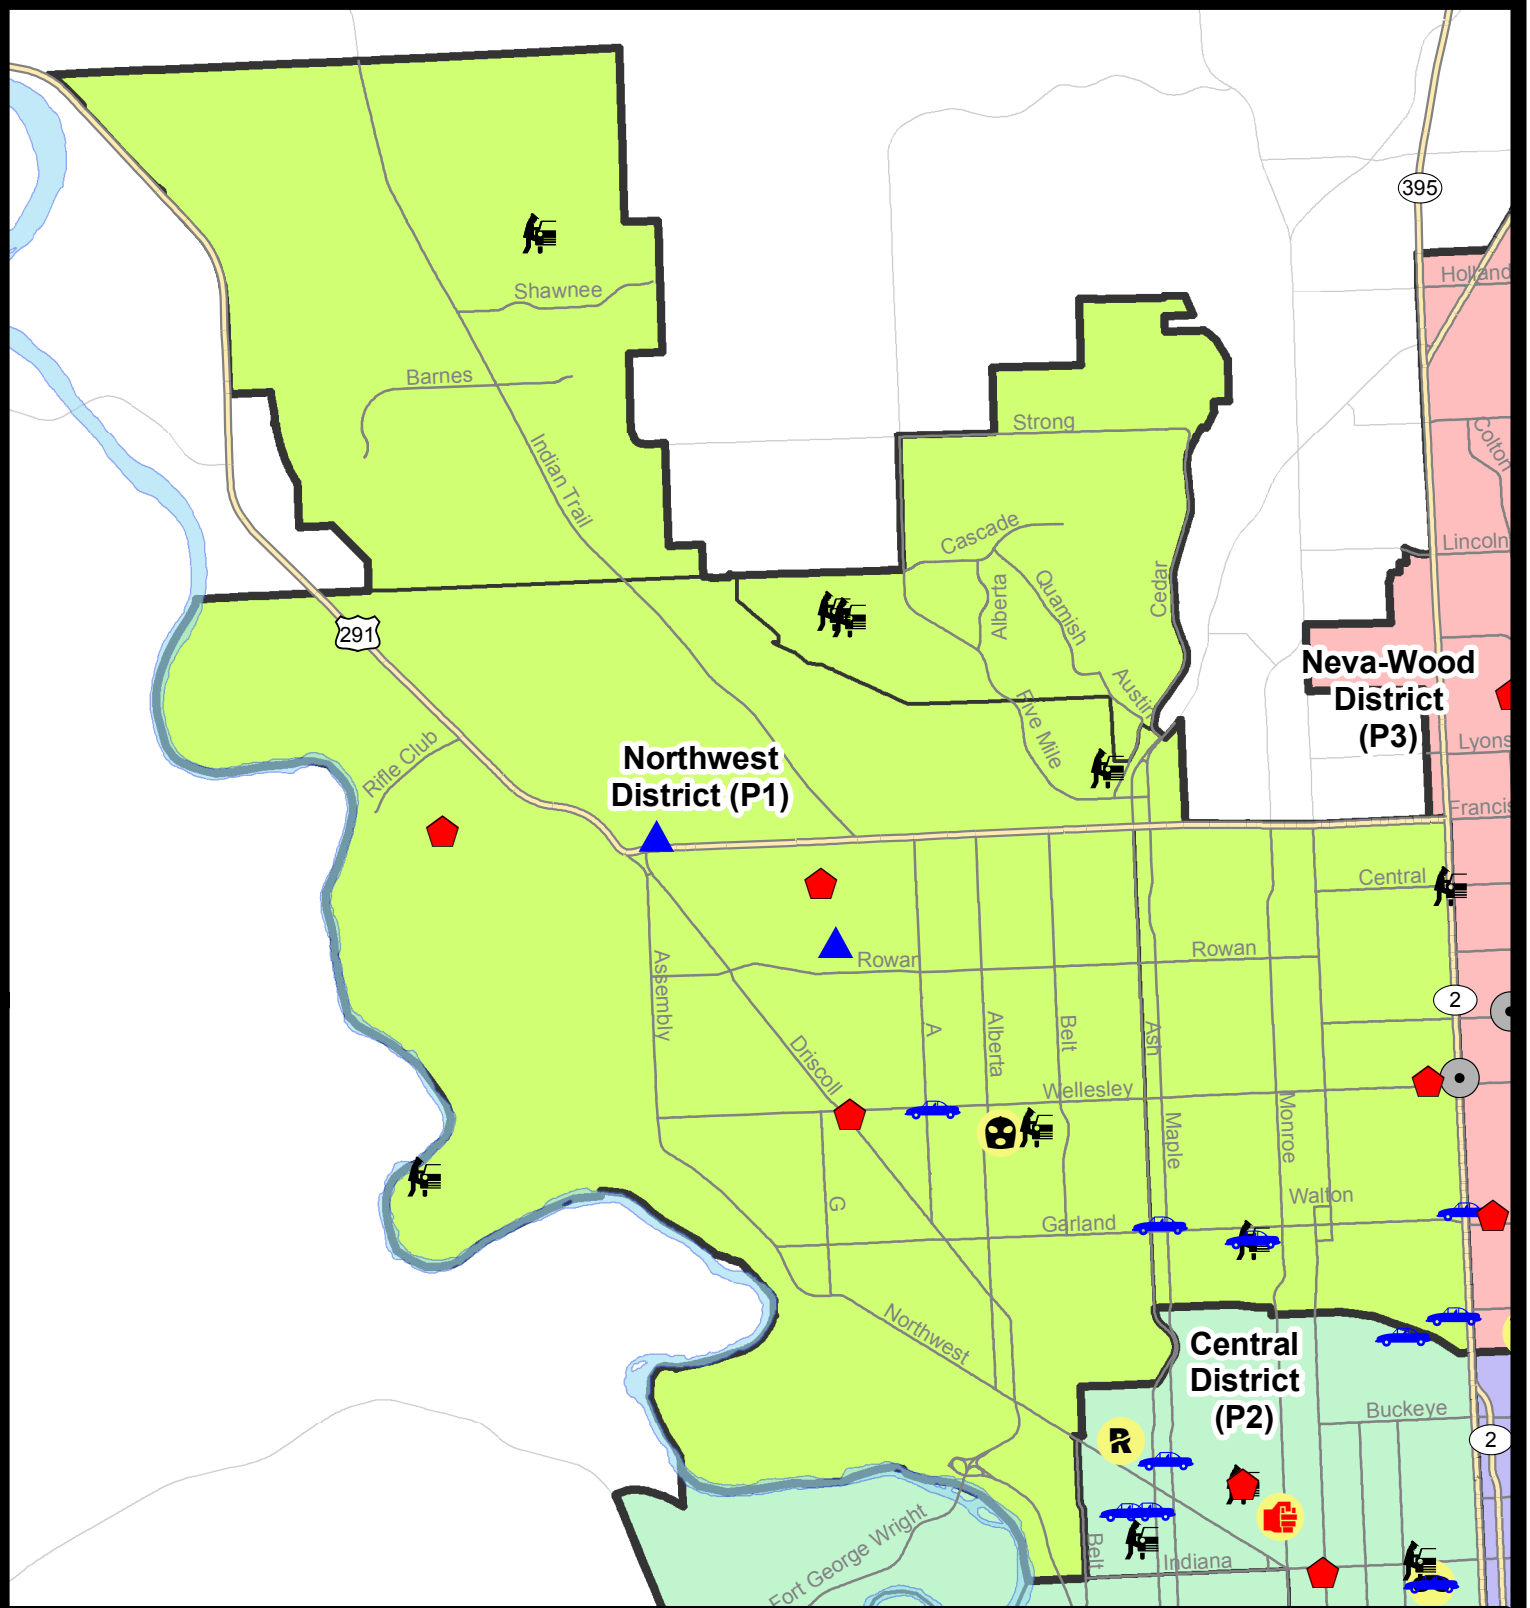 395
Holland
Shawnee
Barnes
Strong
Colton
Indian Trail
Cascade
Lincoln
Alberta
Quamish
Cedar
291
Neva-Wood
District
(P3)
Austin
Five Mile
Rifle Club
Northwest
District (P1)
Lyons
Francis
Central
Rowan
Rowan
Assembly
2
A
Alberta
Belt
Ash
Driscoll
Wellesley
Maple
Monroe
G
Garland
Walton
Northwest
Central
District
(P2)
Buckeye
R
2
Fort George Wright
Belt
Indiana